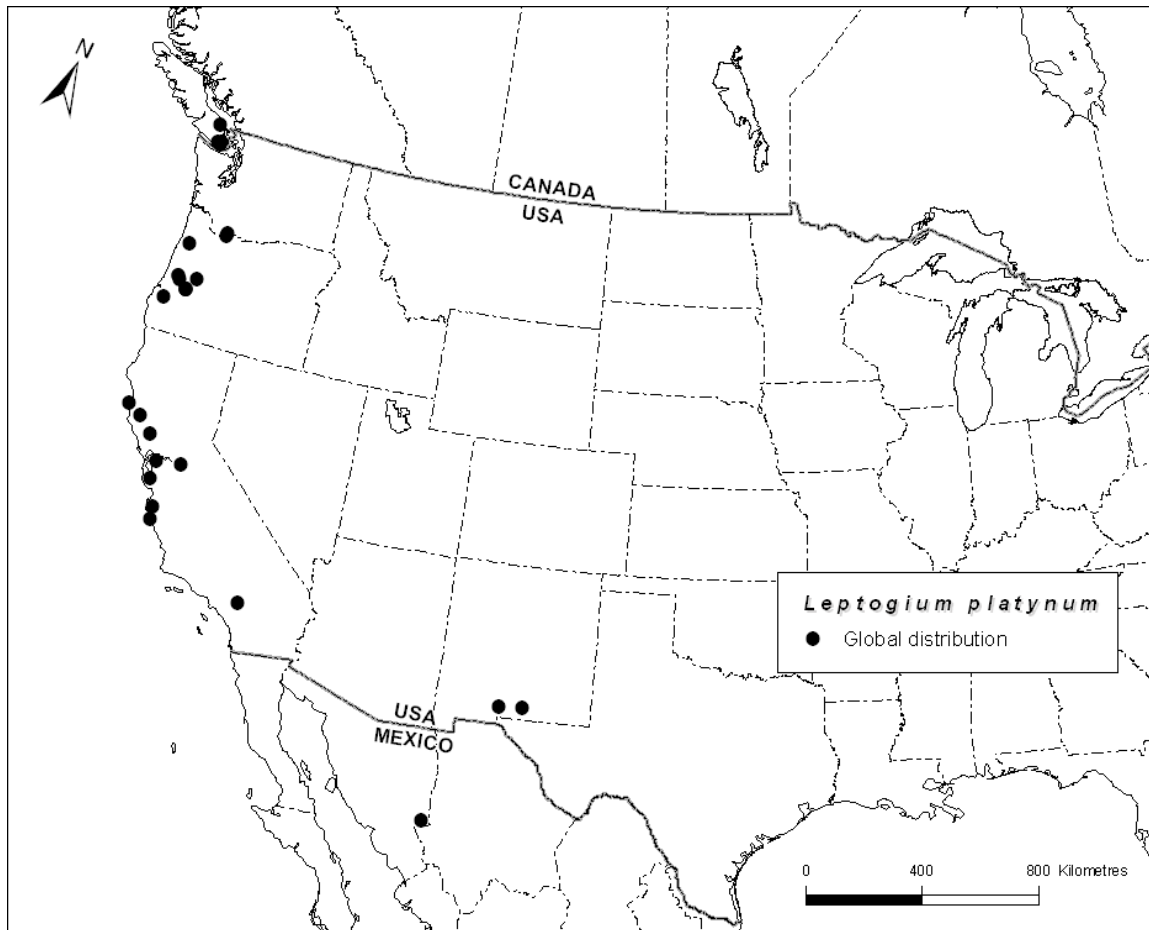 N
CANADA
USA
Leptogium platynum
Global distribution
USA
MEXICO
0 400 800 Kilometres